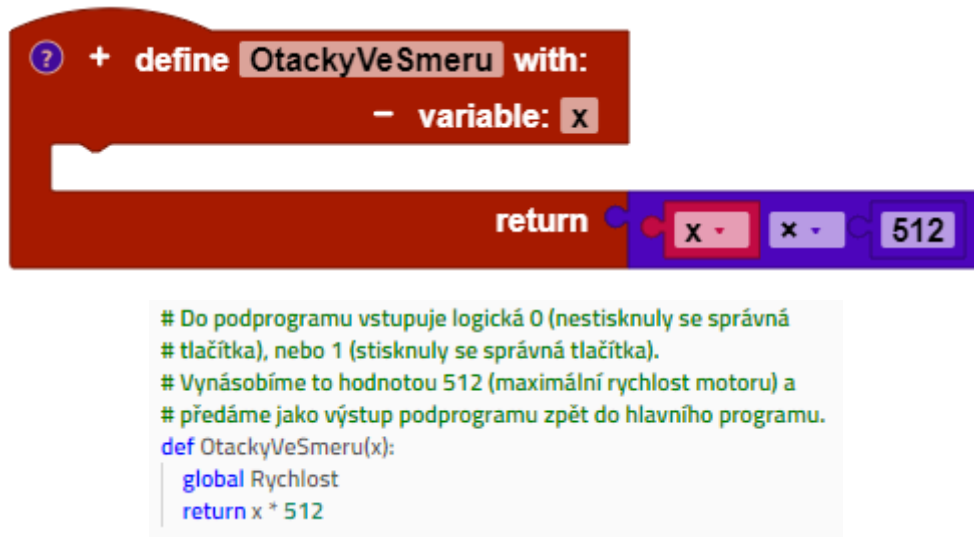 ? + define OtackyVeSmeru with:
− variable: x
return x × 512
# Do podprogramu vstupuje logická 0 (nestisknuly se správná
# tlačítka), nebo 1 (stisknuly se správná tlačítka).
# Vynásobíme to hodnotou 512 (maximální rychlost motoru) a
# předáme jako výstup podprogramu zpět do hlavního programu.
def OtackyVeSmeru(x):
global Rychlost
return x * 512